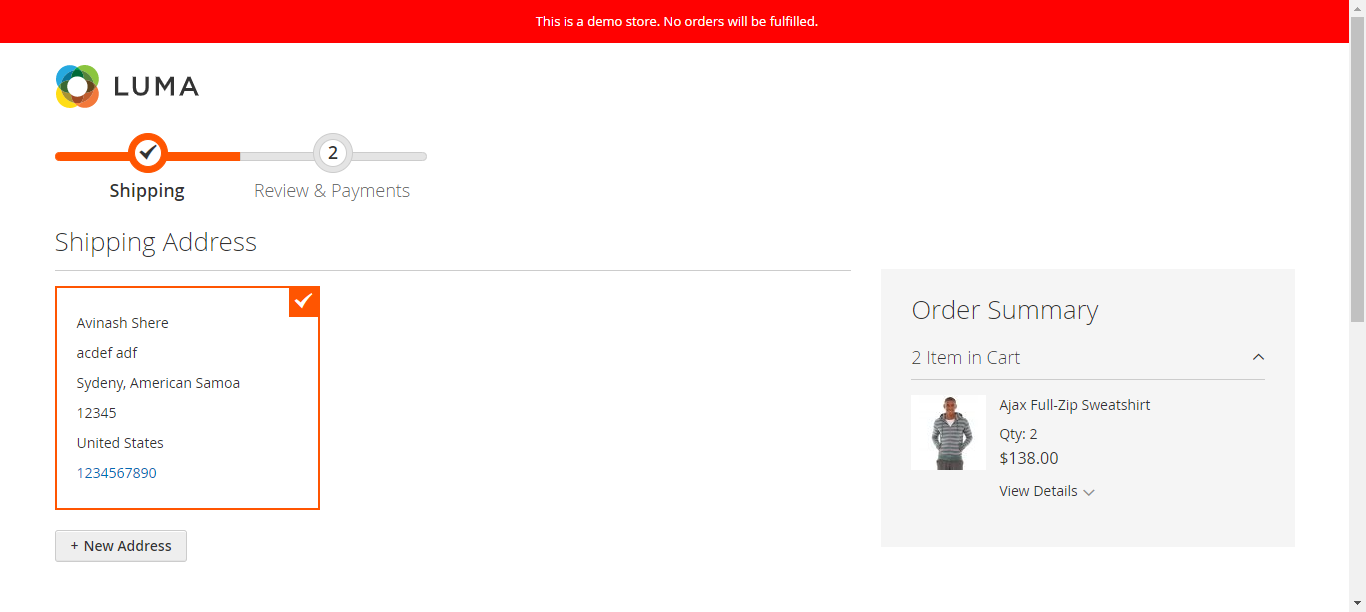 This is a demo store. No orders will be fulfilled.
LUMA
2
Shipping
Review & Payments
Shipping Address
Avinash Shere
acdef adf
Sydeny, American Samoa
12345
United States
1234567890
+ New Address
Order Summary
2 Item in Cart
Ajax Full-Zip Sweatshirt
Qty: 2
$138.00
View Details